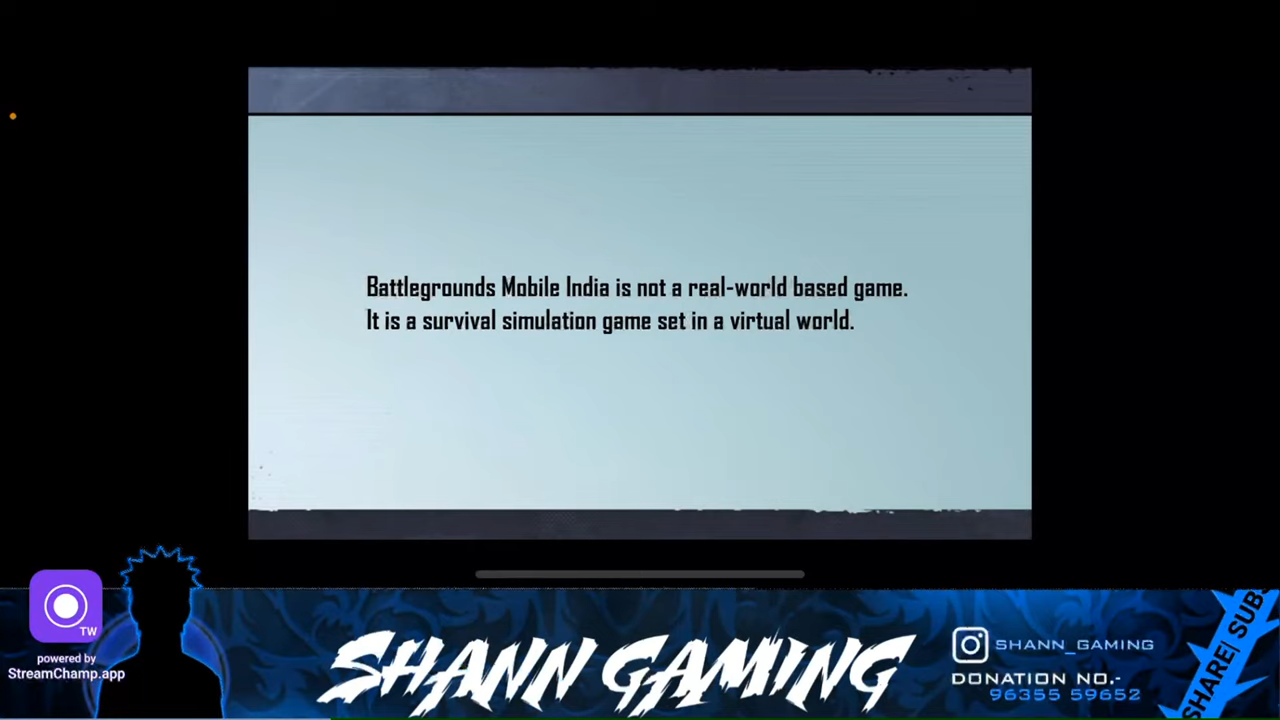 Battlegrounds Mobile India is not a real-world based game.
It is a survival simulation game set in a virtual world.
TW
powered by
StreamChamp.app
SHANN GAMING
SHANN_GAMING
DONATION NO.-
96355 59652
SHARE| SUBS